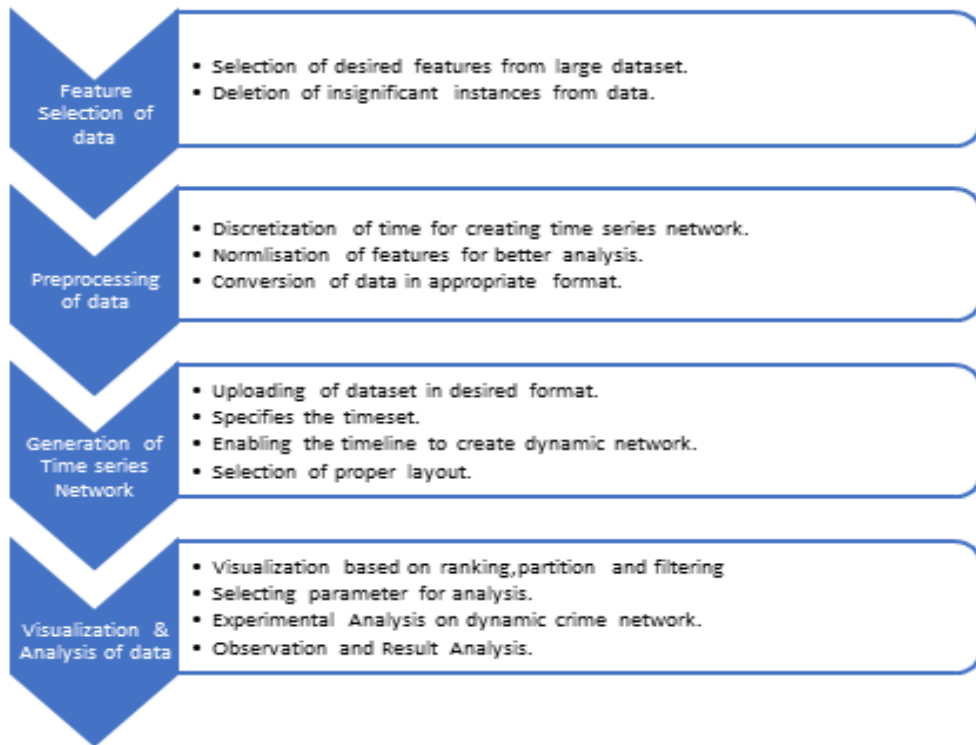 Feature
Selection of
data
• Selection of desired features from large dataset.
• Deletion of insignificant instances from data.
Preprocessing
of data
• Discretization of time for creating time series network.
• Normlisation of features for better analysis.
• Conversion of data in appropriate format.
Generation of
Time series
Network
• Uploading of dataset in desired format.
• Specifies the timeset.
• Enabling the timeline to create dynamic network.
• Selection of proper layout.
Visualization &
Analysis of data
• Visualization based on ranking,partition and filtering
• Selecting parameter for analysis.
• Experimental Analysis on dynamic crime network.
• Observation and Result Analysis.